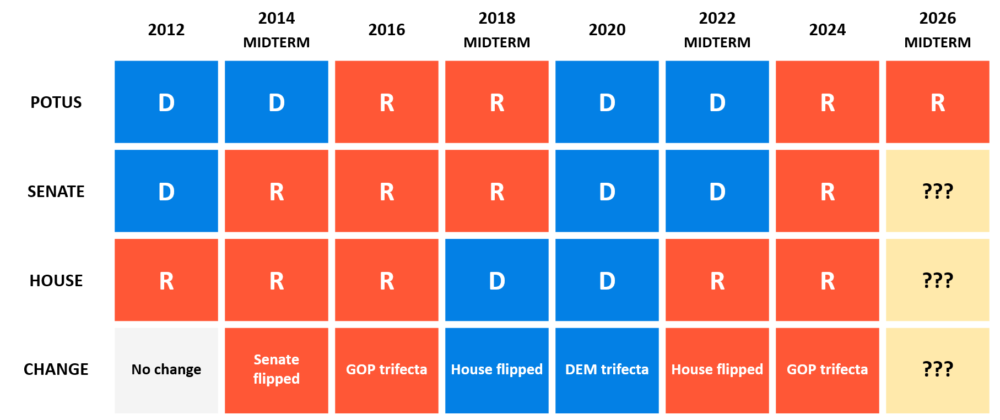 2012
2014
MIDTERM
2016
2018
MIDTERM
2020
2022
MIDTERM
2024
2026
MIDTERM
POTUS D D R R D D R R
SENATE D R R R D D R ???
HOUSE R R R D D R R ???
CHANGE
No change
Senate
flipped
GOP trifecta
House flipped
DEM trifecta
House flipped
GOP trifecta
???